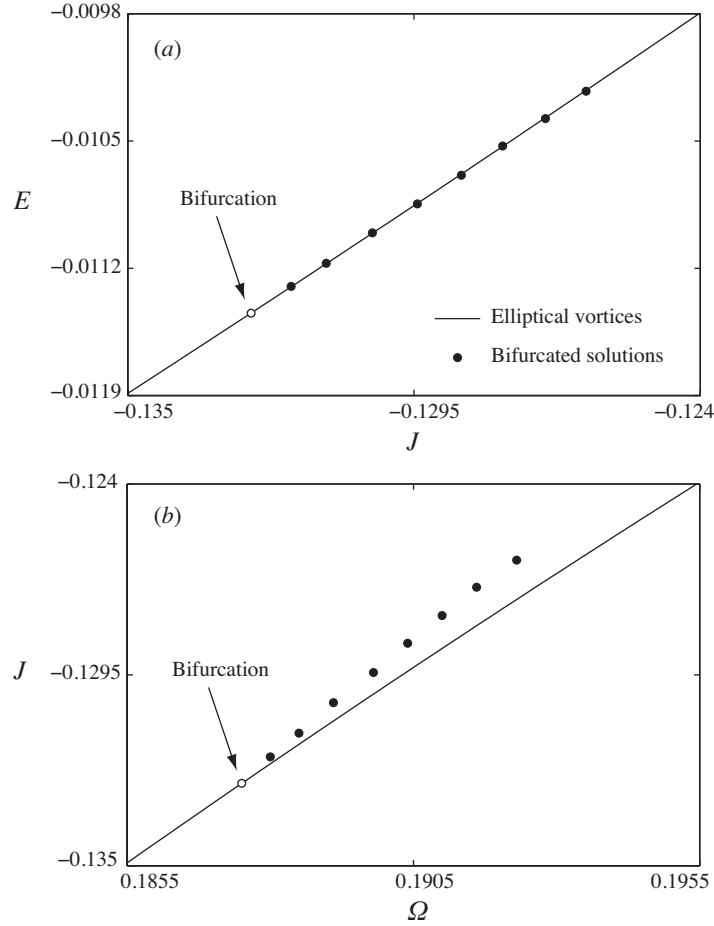 −0.0098
(a)
−0.0105
E
Bifurcation
−0.0112
Elliptical vortices
Bifurcated solutions
−0.0119
−0.135
−0.1295
−0.124
J
−0.124
(b)
J
−0.1295
Bifurcation
−0.135
0.1855
0.1905
0.1955
Ω